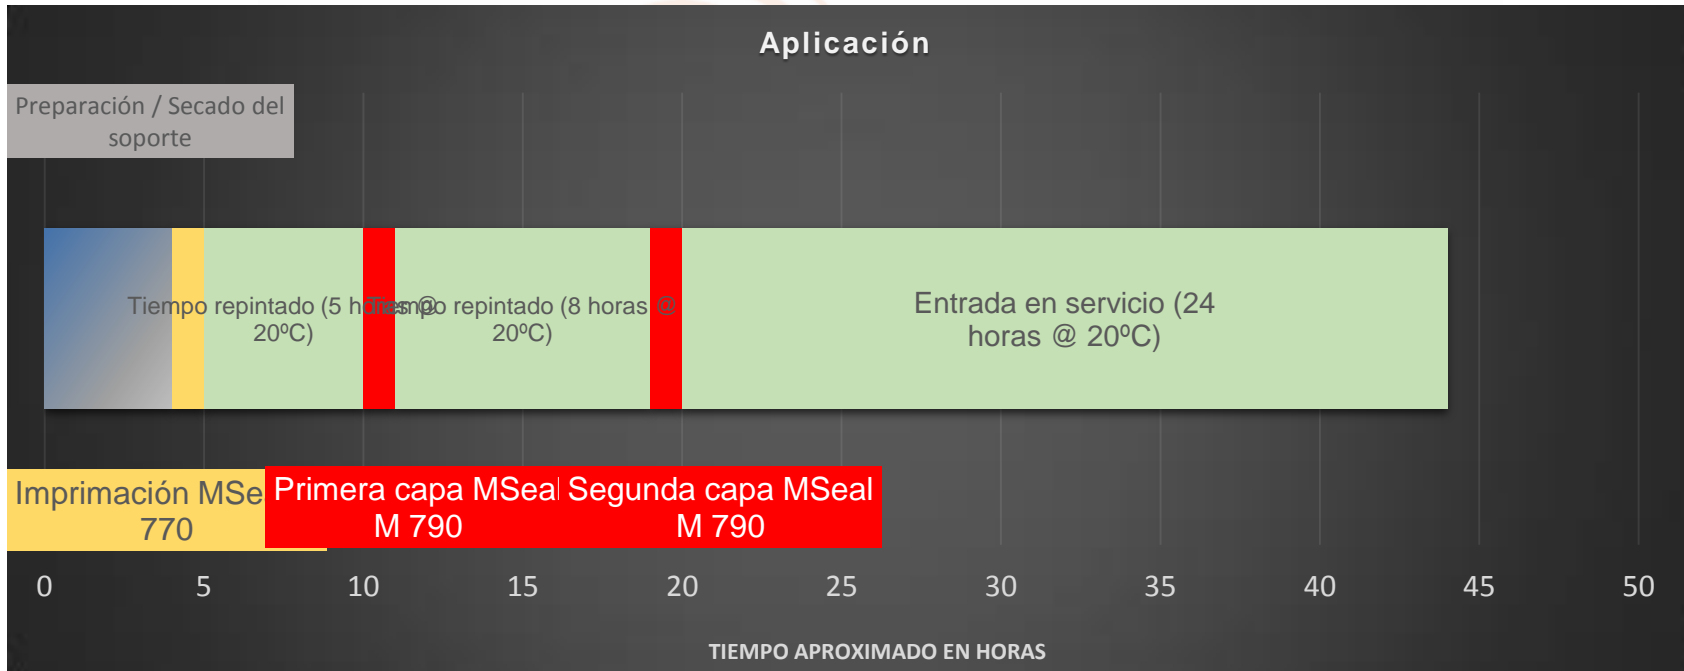 Aplicación
Preparación / Secado del
soporte
Tiempo repintado (5 horas @
20ºC)
Tiempo repintado (8 horas @
20ºC)
Entrada en servicio (24
horas @ 20ºC)
Imprimación MSe
770
Primera capa MSeal
M 790
Segunda capa MSeal
M 790
0 5 10 15 20 25 30 35 40 45 50
TIEMPO APROXIMADO EN HORAS